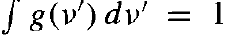 ∫ g(ν′) dν′ = 1